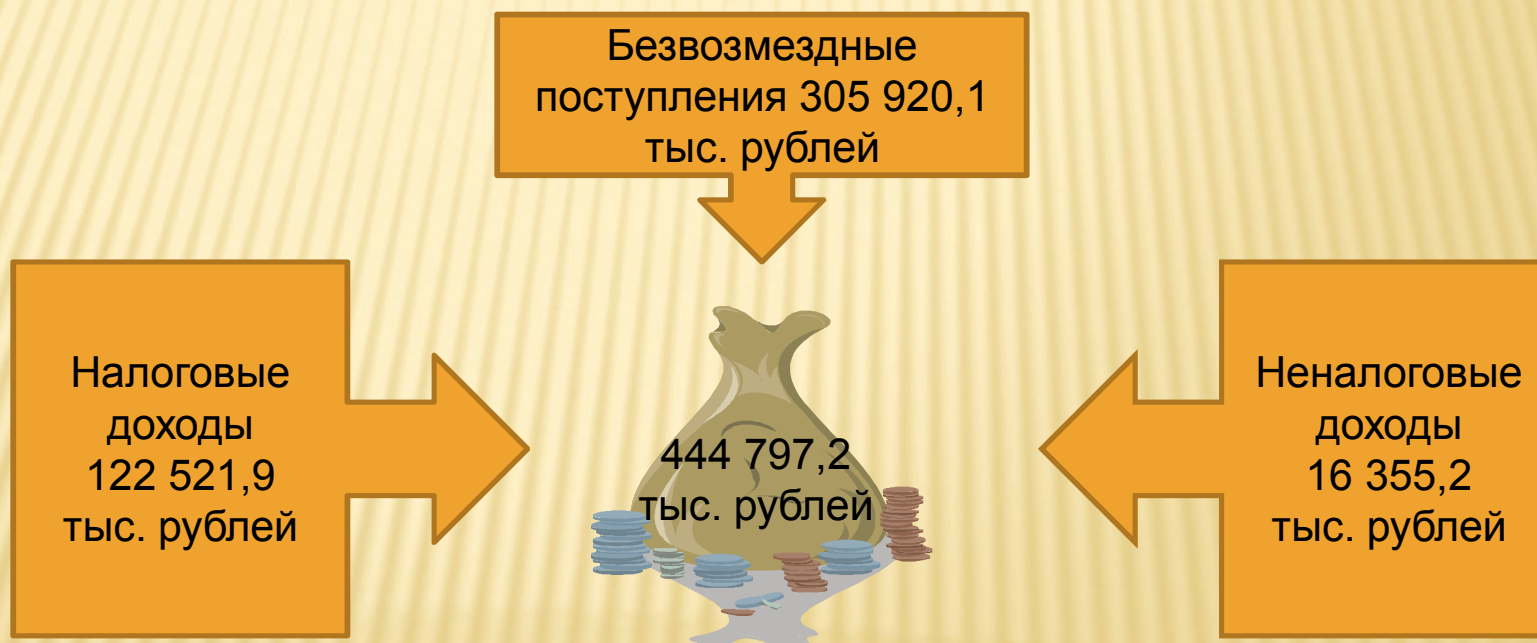 Безвозмездные
поступления 305 920,1
тыс. рублей
Налоговые
доходы
122 521,9
тыс. рублей
444 797,2
тыс. рублей
Неналоговые
доходы
16 355,2
тыс. рублей